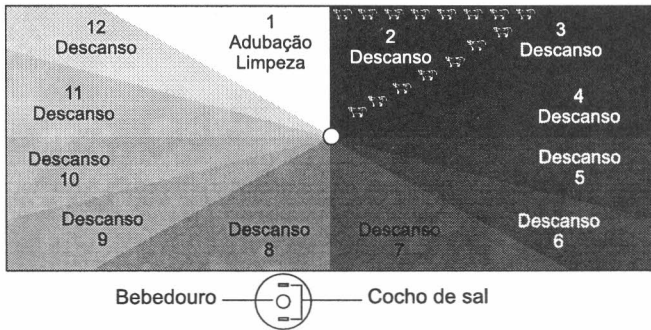 12
Descanso
1
Adubação
Limpeza
2
Descanso
3
Descanso
11
Descanso
4
Descanso
Descanso
10
Descanso
5
Descanso
9
Descanso
8
Descanso
7
Descanso
6
Bebedouro
Cocho de sal